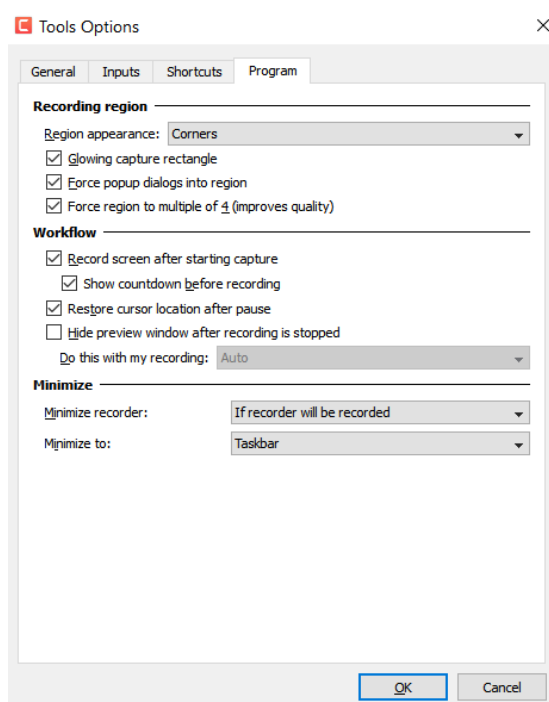 Tools Options
General Inputs Shortcuts Program
Recording region
Region appearance: Corners
Glowing capture rectangle
Force popup dialogs into region
Force region to multiple of 4 (improves quality)
Workflow
Record screen after starting capture
Show countdown before recording
Restore cursor location after pause
Hide preview window after recording is stopped
Do this with my recording: Auto
Minimize
Minimize recorder: If recorder will be recorded
Minimize to: Taskbar
OK Cancel